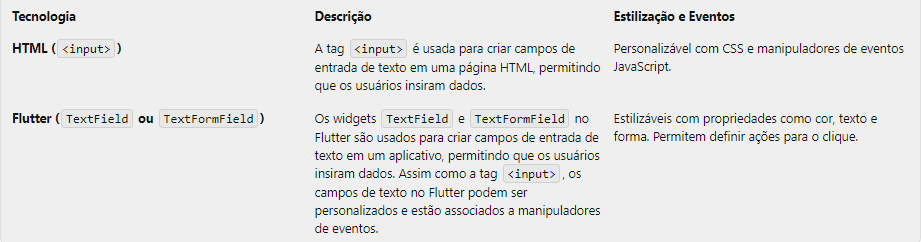 Tecnologia
Descrição
Estilização e Eventos
HTML (<input>)
A tag <input> é usada para criar campos de
entrada de texto em uma página HTML, permitindo
que os usuários insiram dados.
Personalizável com CSS e manipuladores de eventos
JavaScript.
Flutter (TextField ou TextFormField)
Os widgets TextField e TextFormField no
Flutter são usados para criar campos de entrada de
texto em um aplicativo, permitindo que os usuários
insiram dados. Assim como a tag <input>, os
campos de texto no Flutter podem ser
personalizados e estão associados a manipuladores
de eventos.
Estilizáveis com propriedades como cor, texto e
forma. Permitem definir ações para o clique.